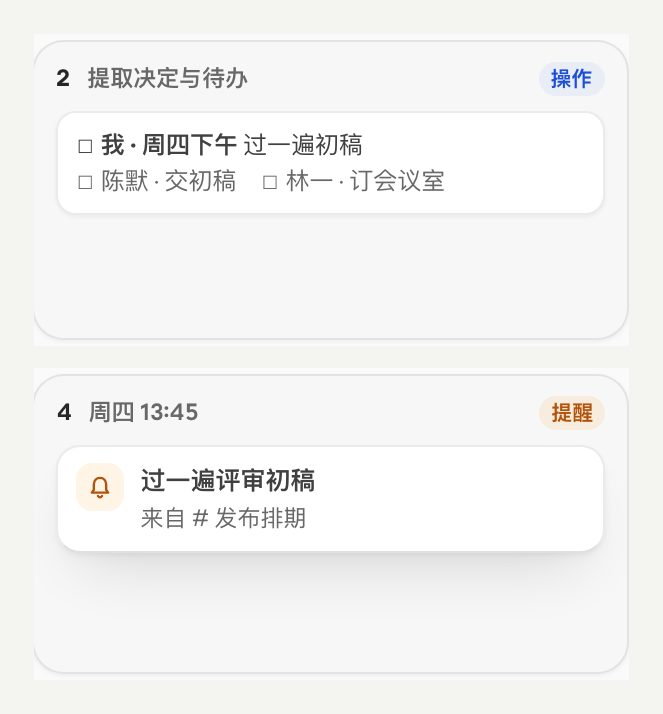 2 提取决定与待办 操作
□ 我 · 周四下午 过一遍初稿
□ 陈默 · 交初稿 □ 林一 · 订会议室
4 周四 13:45 提醒
过一遍评审初稿
来自 # 发布排期